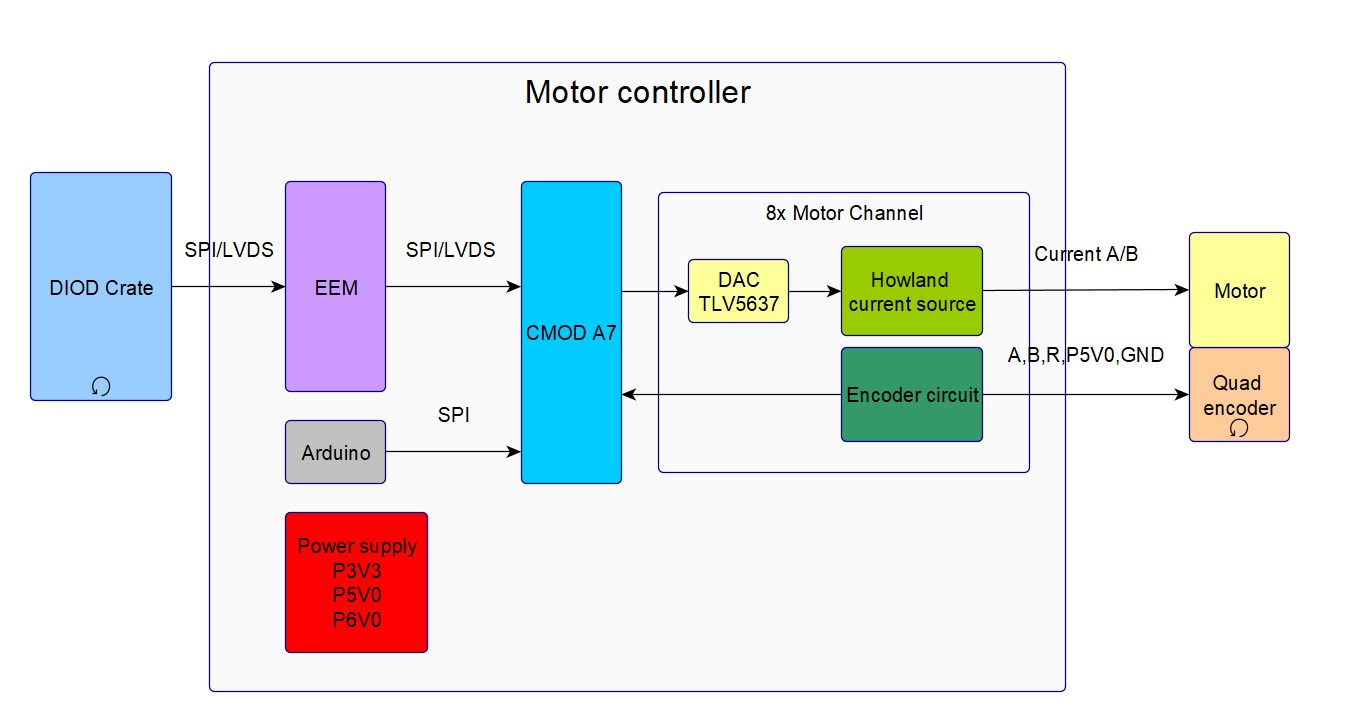 Motor controller
DIOD Crate
SPI/LVDS
EEM
SPI/LVDS
CMOD A7
Arduino
SPI
Power supply
P3V3
P5V0
P6V0
8x Motor Channel
DAC
TLV5637
Howland
current source
Encoder circuit
Current A/B
A,B,R,P5V0,GND
Motor
Quad
encoder